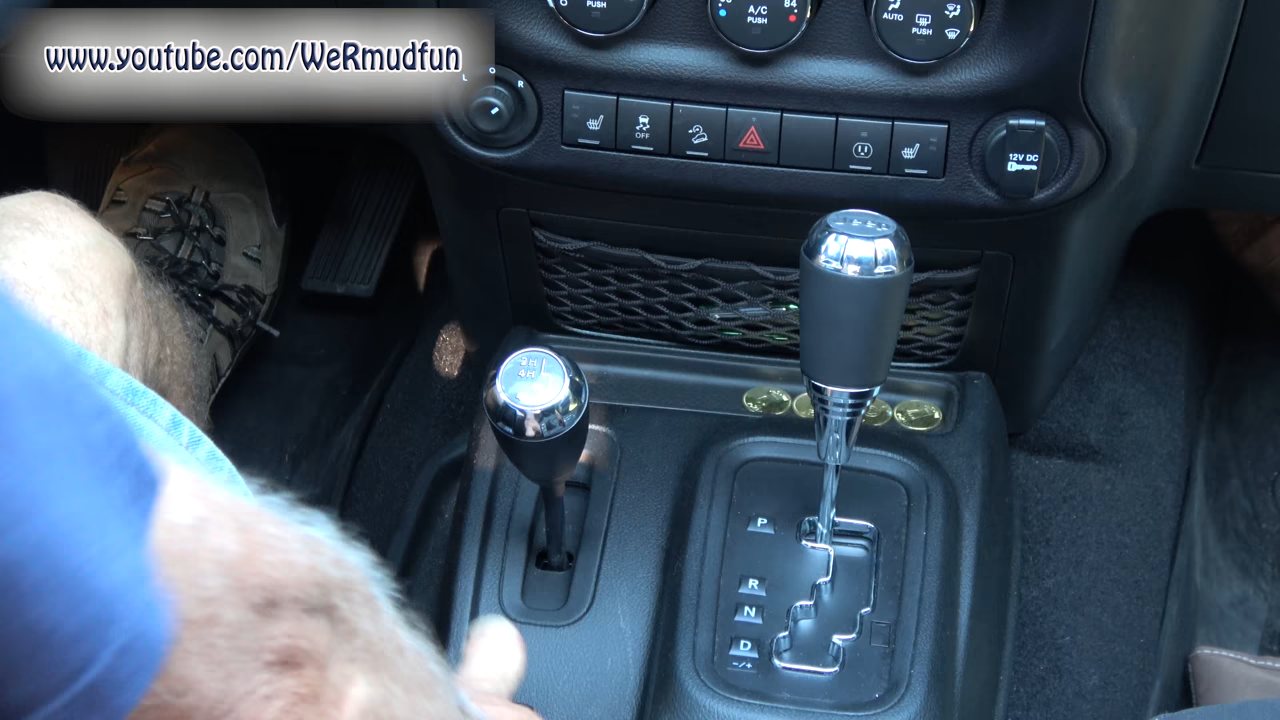 www.youtube.com/WeRmudfun
PUSH
A/C
PUSH
84
AUTO
PUSH
L O R
OFF
12V DC
2H
4H
P
R
N
D
-/+